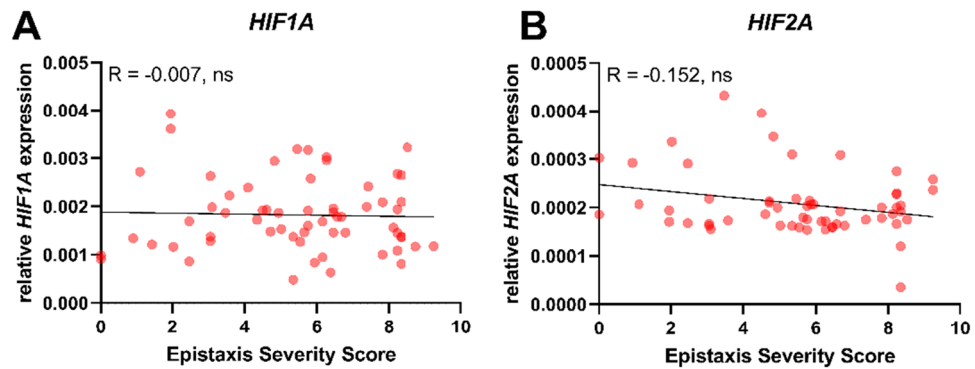 A
HIF1A
R = -0.007, ns
relative HIF1A expression
0.005
0.004
0.003
0.002
0.001
0.000
0 2 4 6 8 10
Epistaxis Severity Score
B
HIF2A
R = -0.152, ns
relative HIF2A expression
0.0005
0.0004
0.0003
0.0002
0.0001
0.0000
0 2 4 6 8 10
Epistaxis Severity Score